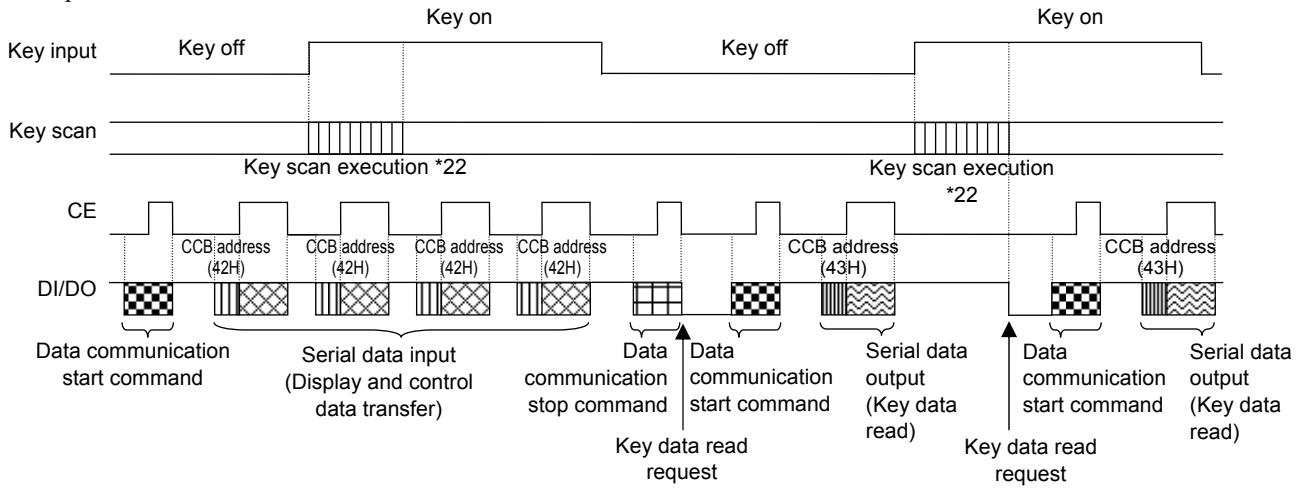 Key on
Key on
Key input
Key off
Key off
Key scan
Key scan execution *22
Key scan execution
*22
CE
CCB address
(42H)
CCB address
(42H)
CCB address
(42H)
CCB address
(42H)
CCB address
(43H)
CCB address
(43H)
DI/DO
Data communication
start command
Serial data input
(Display and control
data transfer)
Data
communication
stop command
Data
communication
start command
Serial data
output
(Key data
read)
Data
communication
start command
Serial data
output
(Key data
read)
Key data read
request
Key data read
request